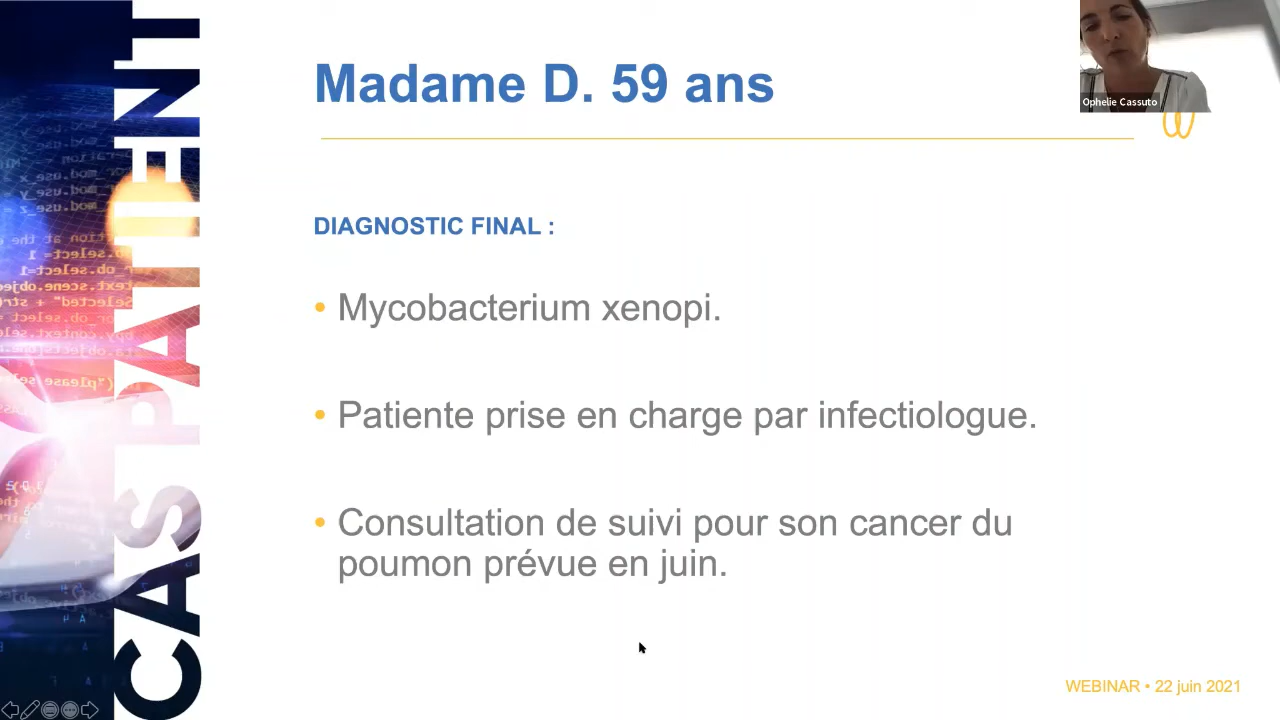 CAS PATIENT
Madame D. 59 ans
Ophelie Cassuto
DIAGNOSTIC FINAL :
• Mycobacterium xenopi.
• Patiente prise en charge par infectiologue.
• Consultation de suivi pour son cancer du
poumon prévue en juin.
WEBINAR • 22 juin 2021